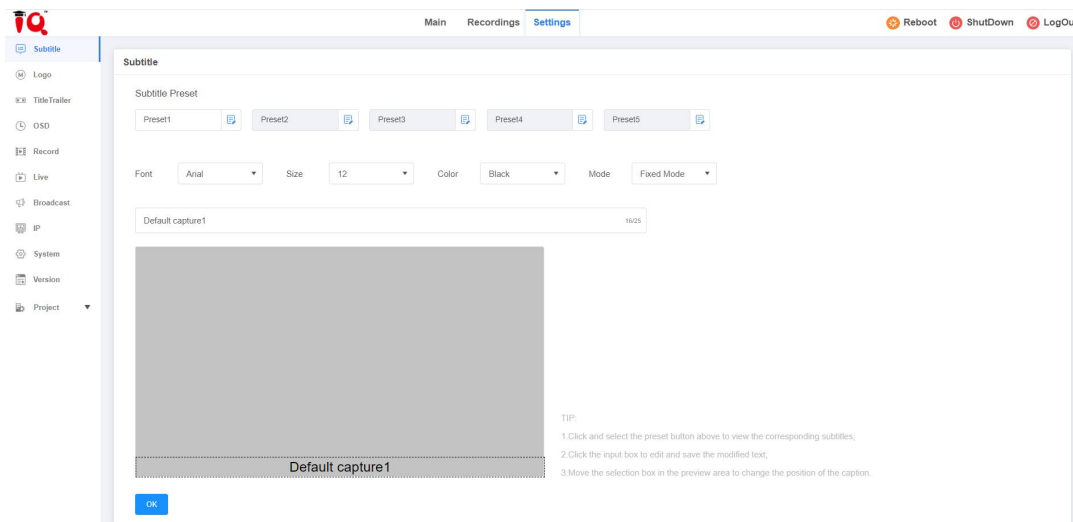 IQ
Main Recordings Settings Reboot ShutDown LogOu
Subtitle
Logo
TitleTrailer
OSD
Record
Live
Broadcast
IP
System
Version
Project
Subtitle
Subtitle Preset
Preset1 Preset2 Preset3 Preset4 Preset5
Font Arial Size 12 Color Black Mode Fixed Mode
Default capture1 16/25
Default capture1
TIP:
1.Click and select the preset button above to view the corresponding subtitles;
2.Click the input box to edit and save the modified text;
3.Move the selection box in the preview area to change the position of the caption.
OK